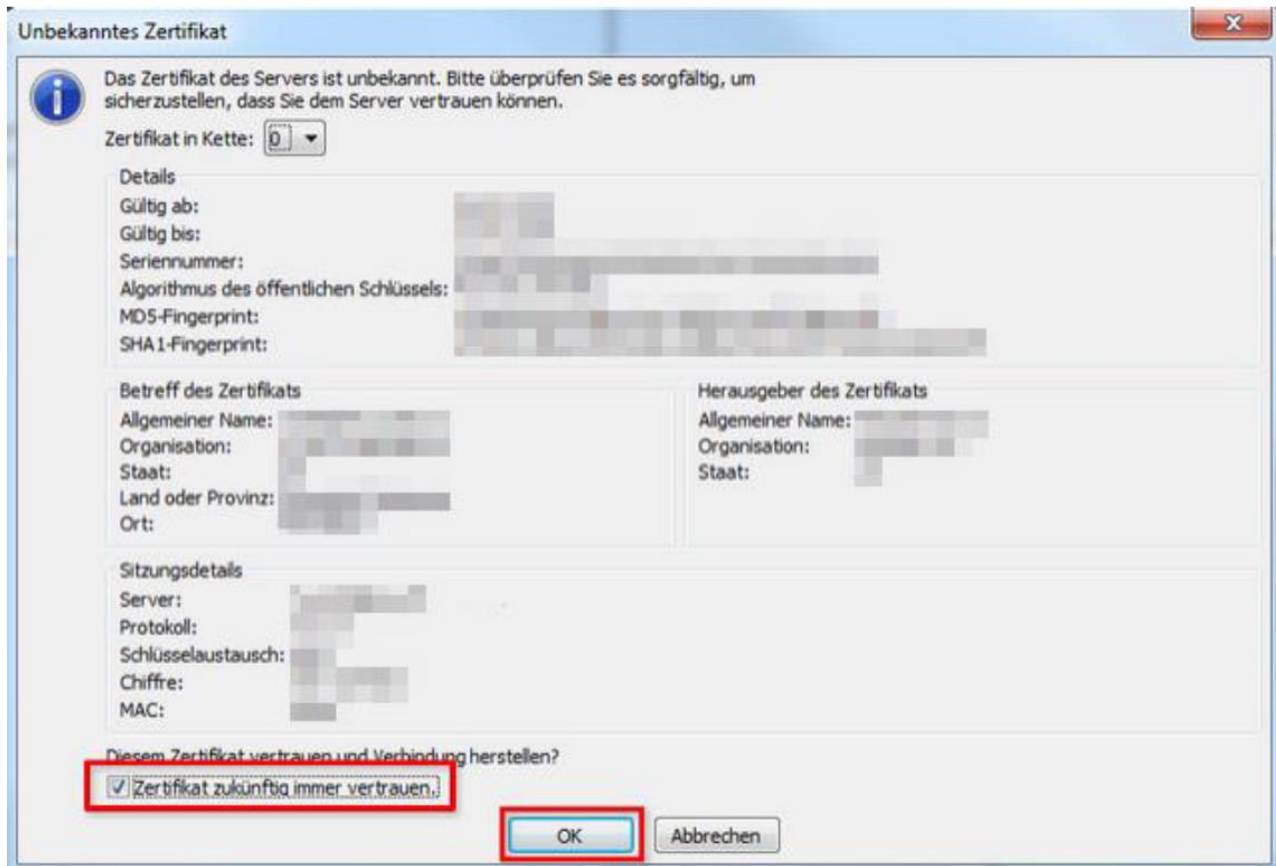 Unbekanntes Zertifikat
Das Zertifikat des Servers ist unbekannt. Bitte überprüfen Sie es sorgfältig, um
sicherzustellen, dass Sie dem Server vertrauen können.
Zertifikat in Kette: 0
Details
Gültig ab:
Gültig bis:
Seriennummer:
Algorithmus des öffentlichen Schlüssels:
MD5-Fingerprint:
SHA1-Fingerprint:
Betreff des Zertifikats
Allgemeiner Name:
Organisation:
Staat:
Land oder Provinz:
Ort:
Herausgeber des Zertifikats
Allgemeiner Name:
Organisation:
Staat:
Sitzungsdetails
Server:
Protokoll:
Schlüsselaustausch:
Chiffre:
MAC:
Diesem Zertifikat vertrauen und Verbindung herstellen?
Zertifikat zukünftig immer vertrauen.
OK
Abbrechen